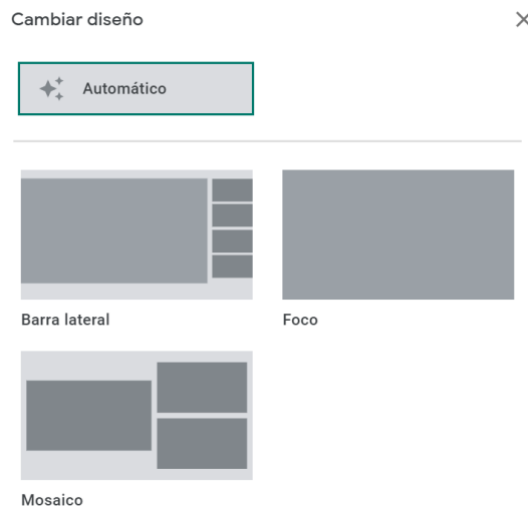 Cambiar diseño
Automático
Barra lateral
Foco
Mosaico